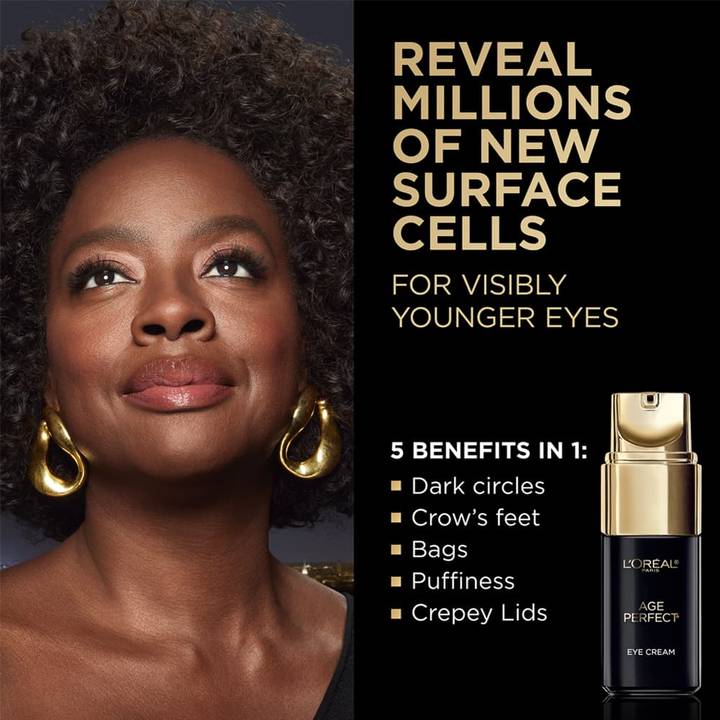 REVEAL
MILLIONS
OF NEW
SURFACE
CELLS
FOR VISIBLY
YOUNGER EYES
5 BENEFITS IN 1:
Dark circles
Crow's feet
Bags
Puffiness
Crepey Lids
L'ORÉAL®
PARIS
AGE
PERFECT®
EYE CREAM